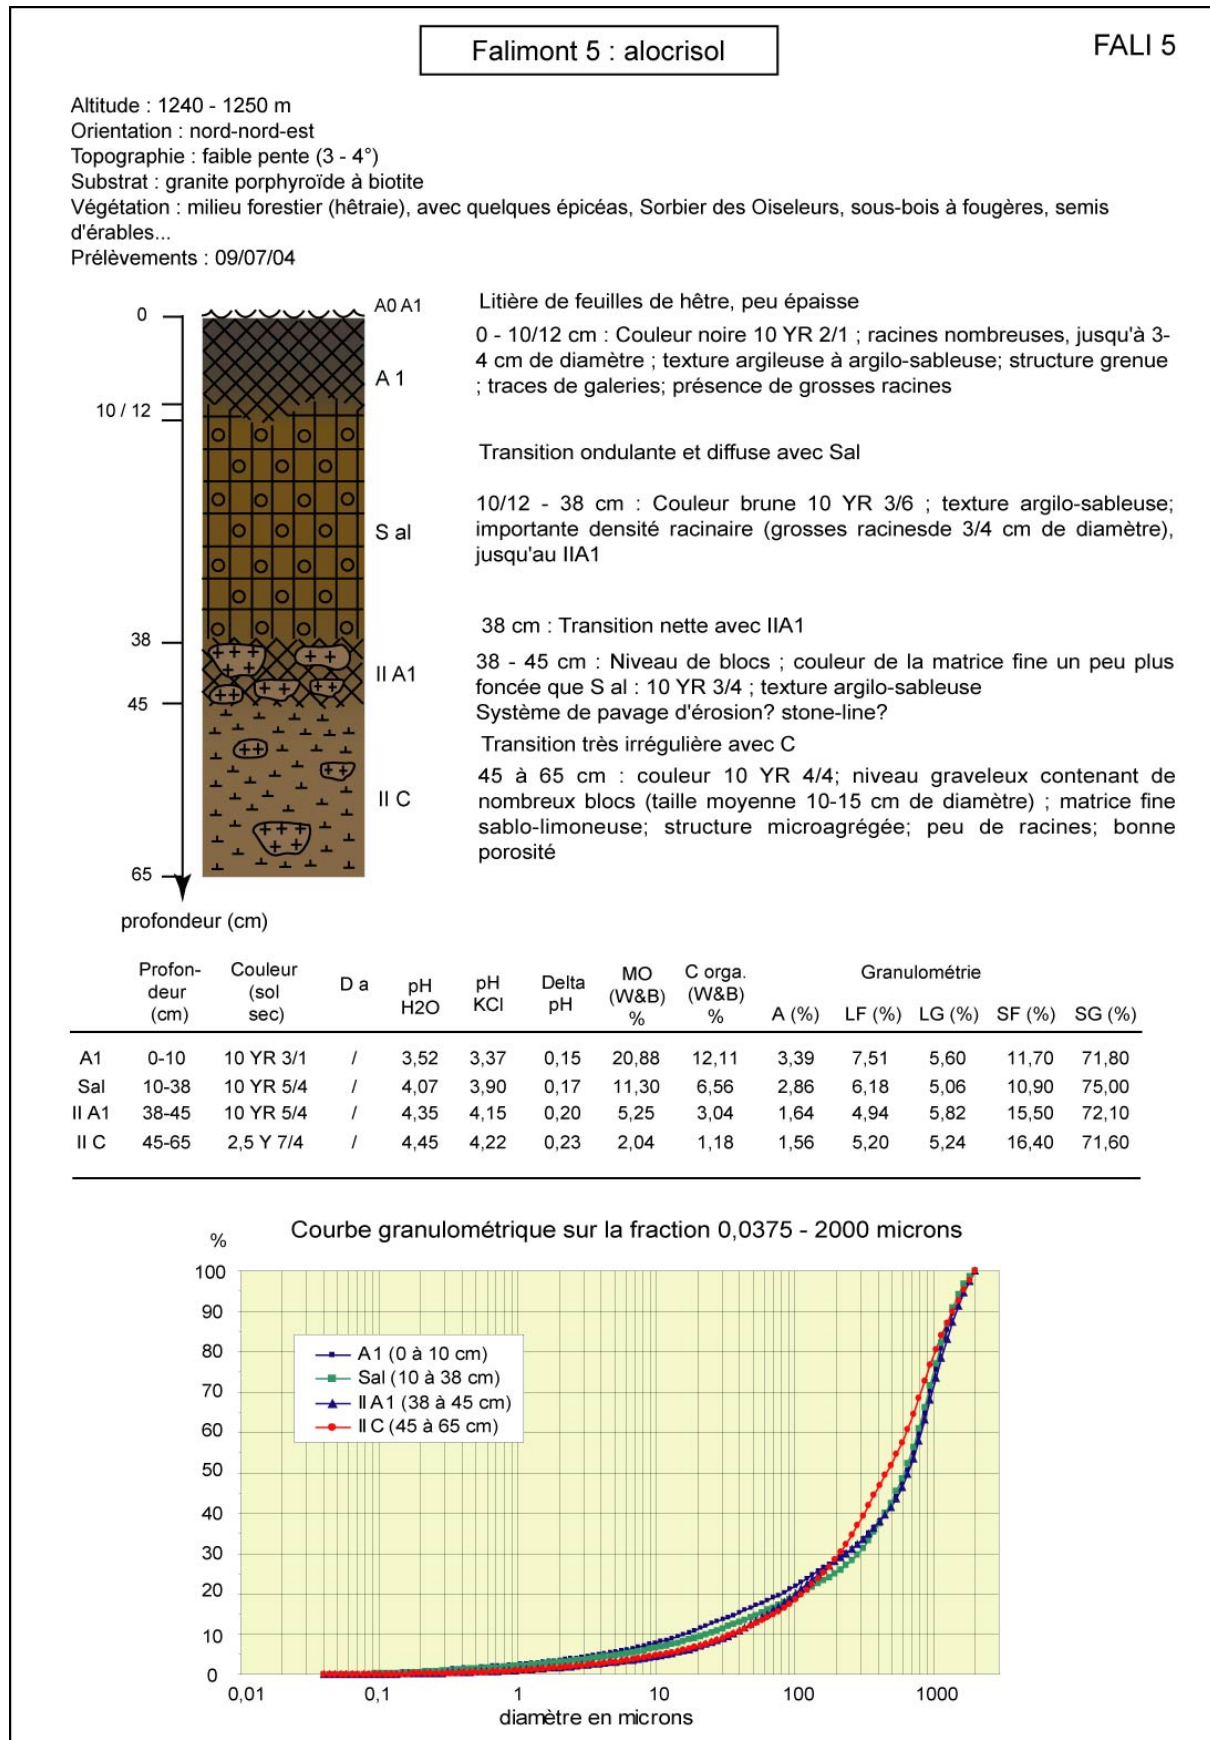 Falimont 5 : alocrisol
FALI 5
Altitude : 1240 - 1250 m
Orientation : nord-nord-est
Topographie : faible pente (3 - 4°)
Substrat : granite porphyroïde à biotite
Végétation : milieu forestier (hêtraie), avec quelques épicéas, Sorbier des Oiseleurs, sous-bois à fougères, semis
d'érables...
Prélèvements : 09/07/04
0
A0 A1
A 1
10 / 12
S al
38
II A1
45
II C
65
profondeur (cm)
Litière de feuilles de hêtre, peu épaisse
0 - 10/12 cm : Couleur noire 10 YR 2/1 ; racines nombreuses, jusqu'à 3-
4 cm de diamètre ; texture argileuse à argilo-sableuse; structure grenue
; traces de galeries; présence de grosses racines
Transition ondulante et diffuse avec Sal
10/12 - 38 cm : Couleur brune 10 YR 3/6 ; texture argilo-sableuse;
importante densité racinaire (grosses racinesde 3/4 cm de diamètre),
jusqu'au IIA1
38 cm : Transition nette avec IIA1
38 - 45 cm : Niveau de blocs ; couleur de la matrice fine un peu plus
foncée que S al : 10 YR 3/4 ; texture argilo-sableuse
Système de pavage d'érosion? stone-line?
Transition très irrégulière avec C
45 à 65 cm : couleur 10 YR 4/4; niveau graveleux contenant de
nombreux blocs (taille moyenne 10-15 cm de diamètre) ; matrice fine
sablo-limoneuse; structure microagrégée; peu de racines; bonne
porosité
Profon-deur (cm) Couleur (sol sec) D a pH H2O pH KCl Delta pH MO (W&B) % C orga. (W&B) % Granulométrie
A (%) LF (%) LG (%) SF (%) SG (%)
A1 0-10 10 YR 3/1 / 3,52 3,37 0,15 20,88 12,11 3,39 7,51 5,60 11,70 71,80
Sal 10-38 10 YR 5/4 / 4,07 3,90 0,17 11,30 6,56 2,86 6,18 5,06 10,90 75,00
II A1 38-45 10 YR 5/4 / 4,35 4,15 0,20 5,25 3,04 1,64 4,94 5,82 15,50 72,10
II C 45-65 2,5 Y 7/4 / 4,45 4,22 0,23 2,04 1,18 1,56 5,20 5,24 16,40 71,60
Courbe granulométrique sur la fraction 0,0375 - 2000 microns
%
100
90
80
70
60
50
40
30
20
10
0
A1 (0 à 10 cm)
Sal (10 à 38 cm)
II A1 (38 à 45 cm)
II C (45 à 65 cm)
0,01 0,1 1 10 100 1000
diamètre en microns